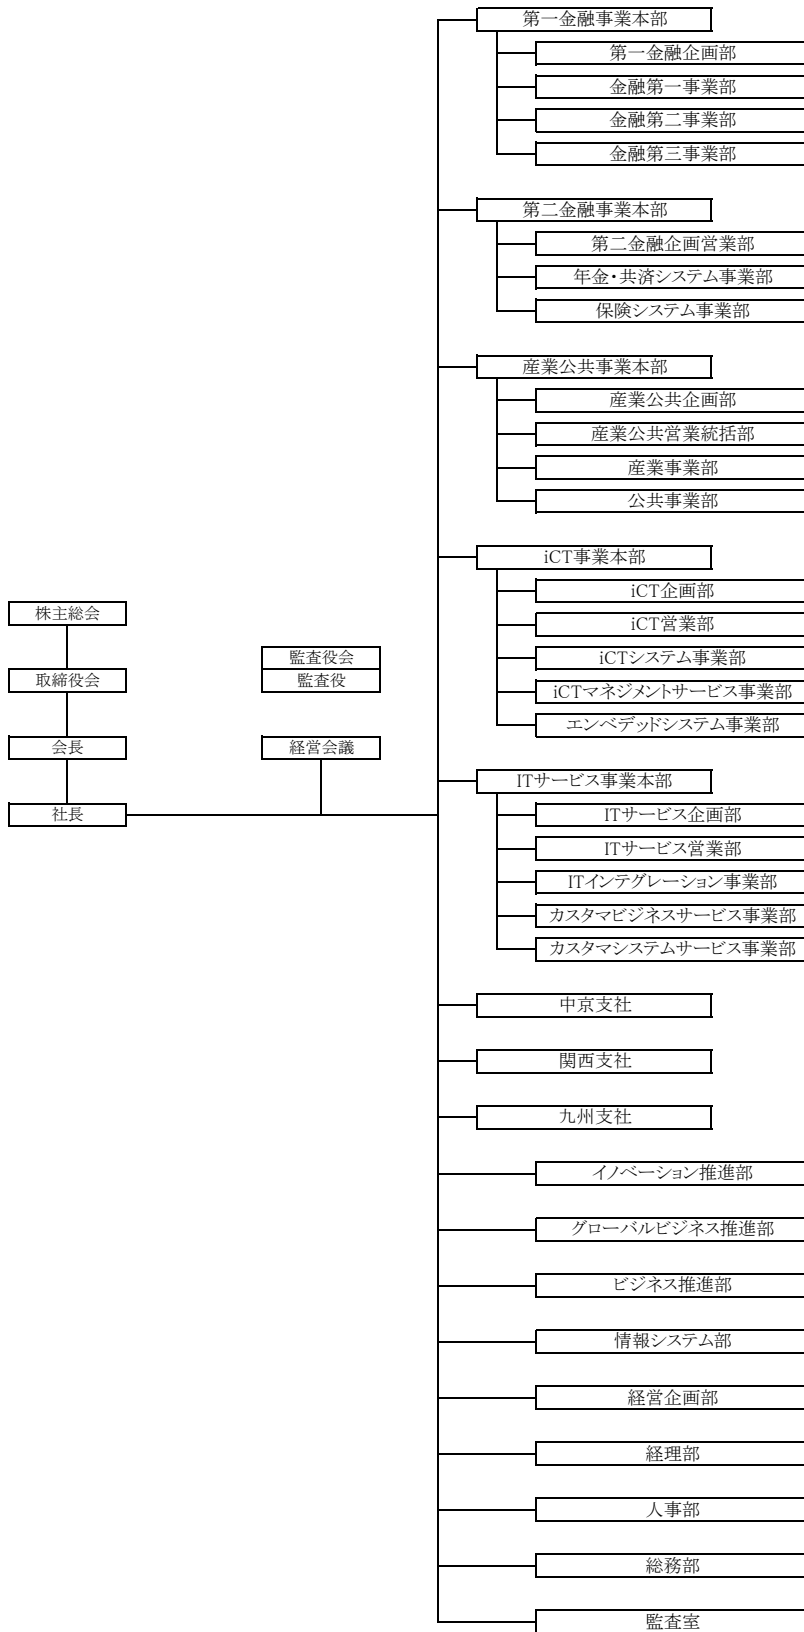 株主総会
取締役会
会長
社長
監査役会
監査役
経営会議
第一金融事業本部
第一金融企画部
金融第一事業部
金融第二事業部
金融第三事業部
第二金融事業本部
第二金融企画営業部
年金・共済システム事業部
保険システム事業部
産業公共事業本部
産業公共企画部
産業公共営業統括部
産業事業部
公共事業部
iCT事業本部
iCT企画部
iCT営業部
iCTシステム事業部
iCTマネジメントサービス事業部
エンベデッドシステム事業部
ITサービス事業本部
ITサービス企画部
ITサービス営業部
ITインテグレーション事業部
カスタマビジネスサービス事業部
カスタマシステムサービス事業部
中京支社
関西支社
九州支社
イノベーション推進部
グローバルビジネス推進部
ビジネス推進部
情報システム部
経営企画部
経理部
人事部
総務部
監査室